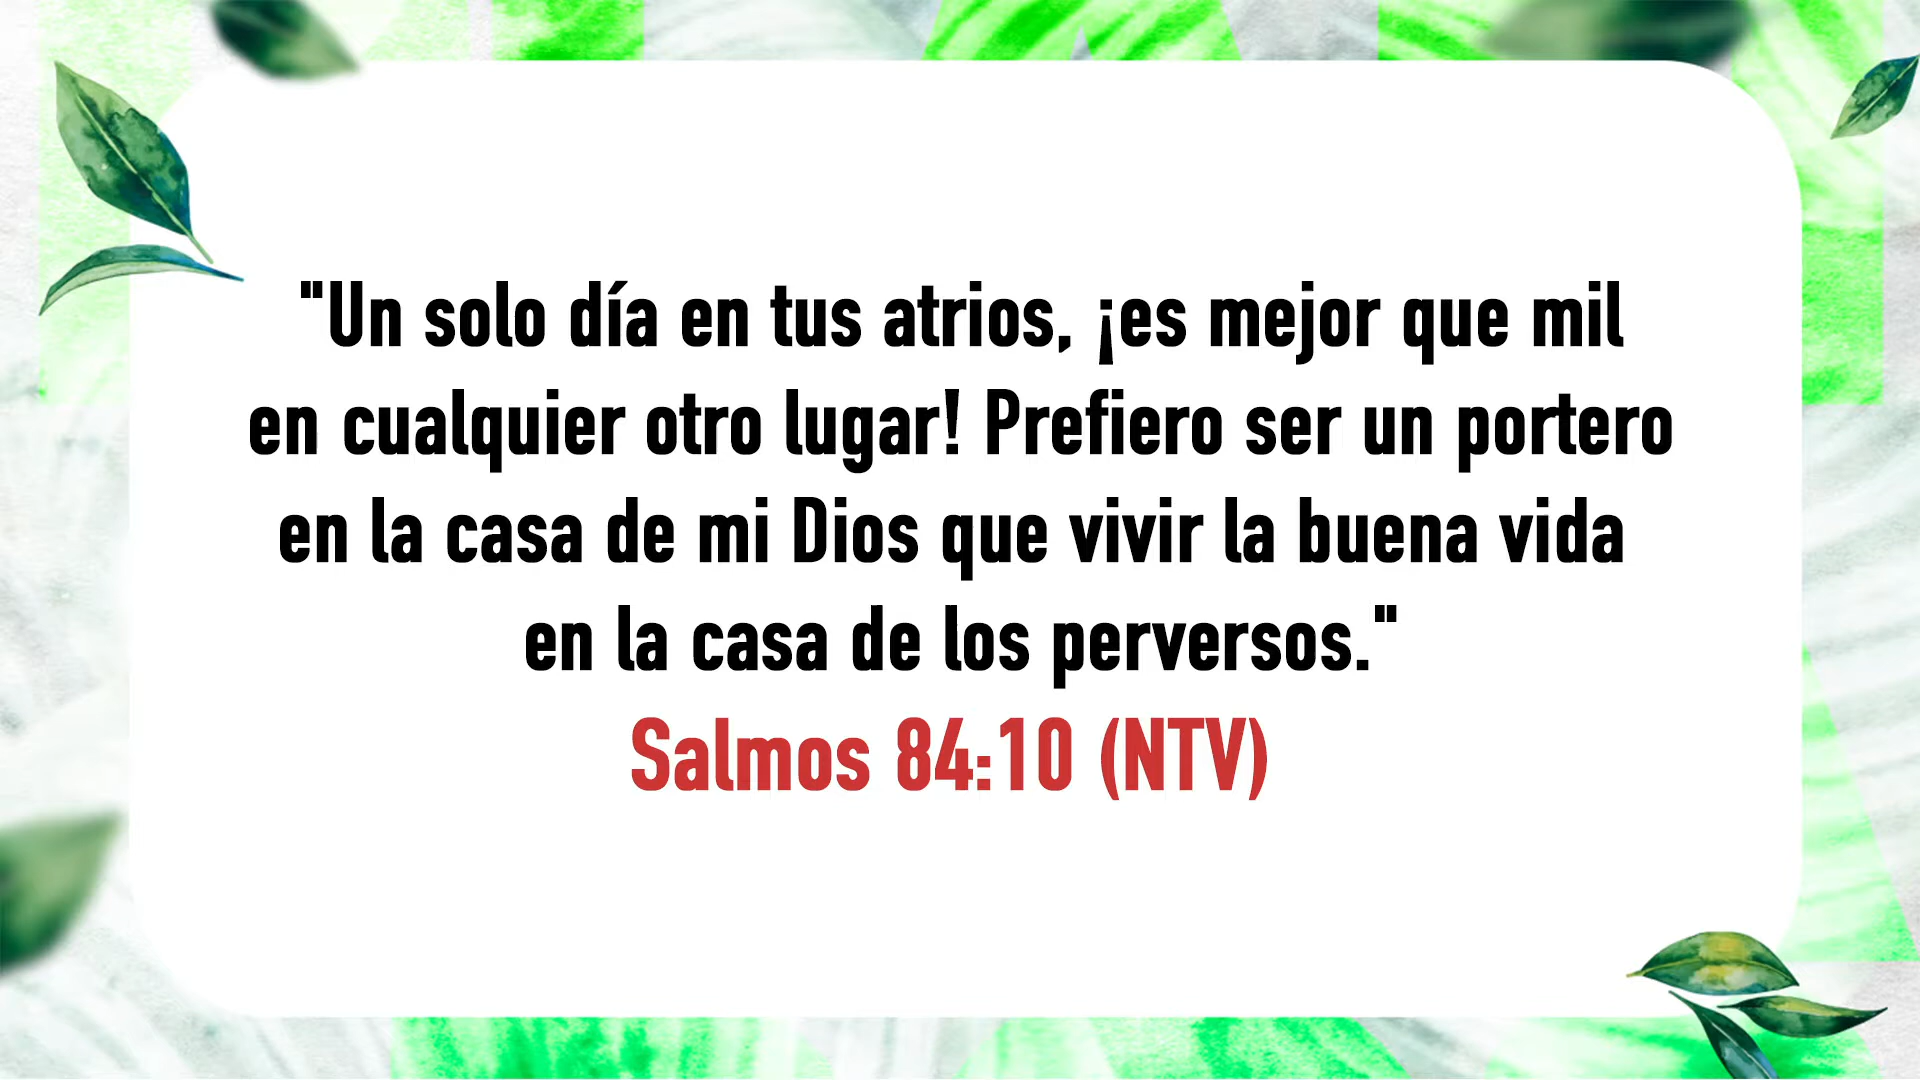 "Un solo día en tus atrios, ¡es mejor que mil
en cualquier otro lugar! Prefiero ser un portero
en la casa de mi Dios que vivir la buena vida
en la casa de los perversos."
Salmos 84:10 (NTV)